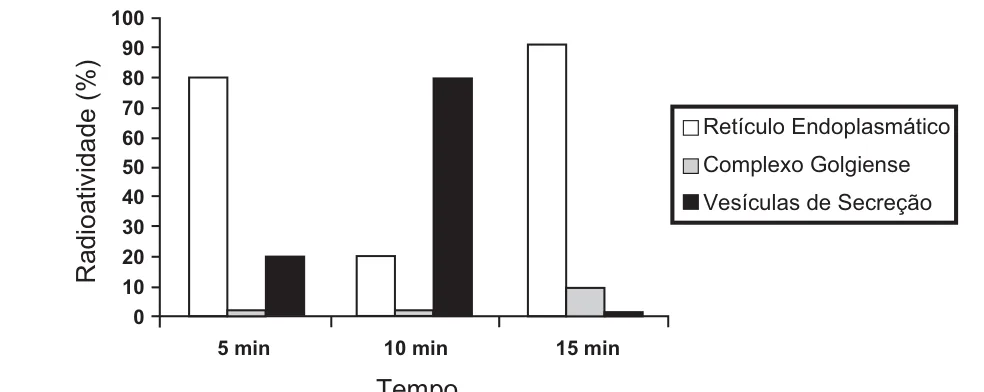 100
90
80
70
60
50
40
30
20
10
0
Radioatividade (%)
5 min 10 min 15 min
Tempo
Retículo Endoplasmático
Complexo Golgiense
Vesículas de Secreção